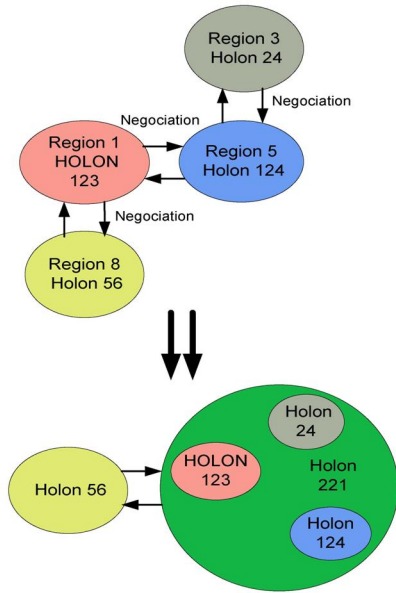 Region 3
Holon 24
Negociation
Negociation
Region 1
HOLON
123
Region 5
Holon 124
Negociation
Region 8
Holon 56
Holon
24
HOLON
123
Holon
221
Holon 56
Holon
124